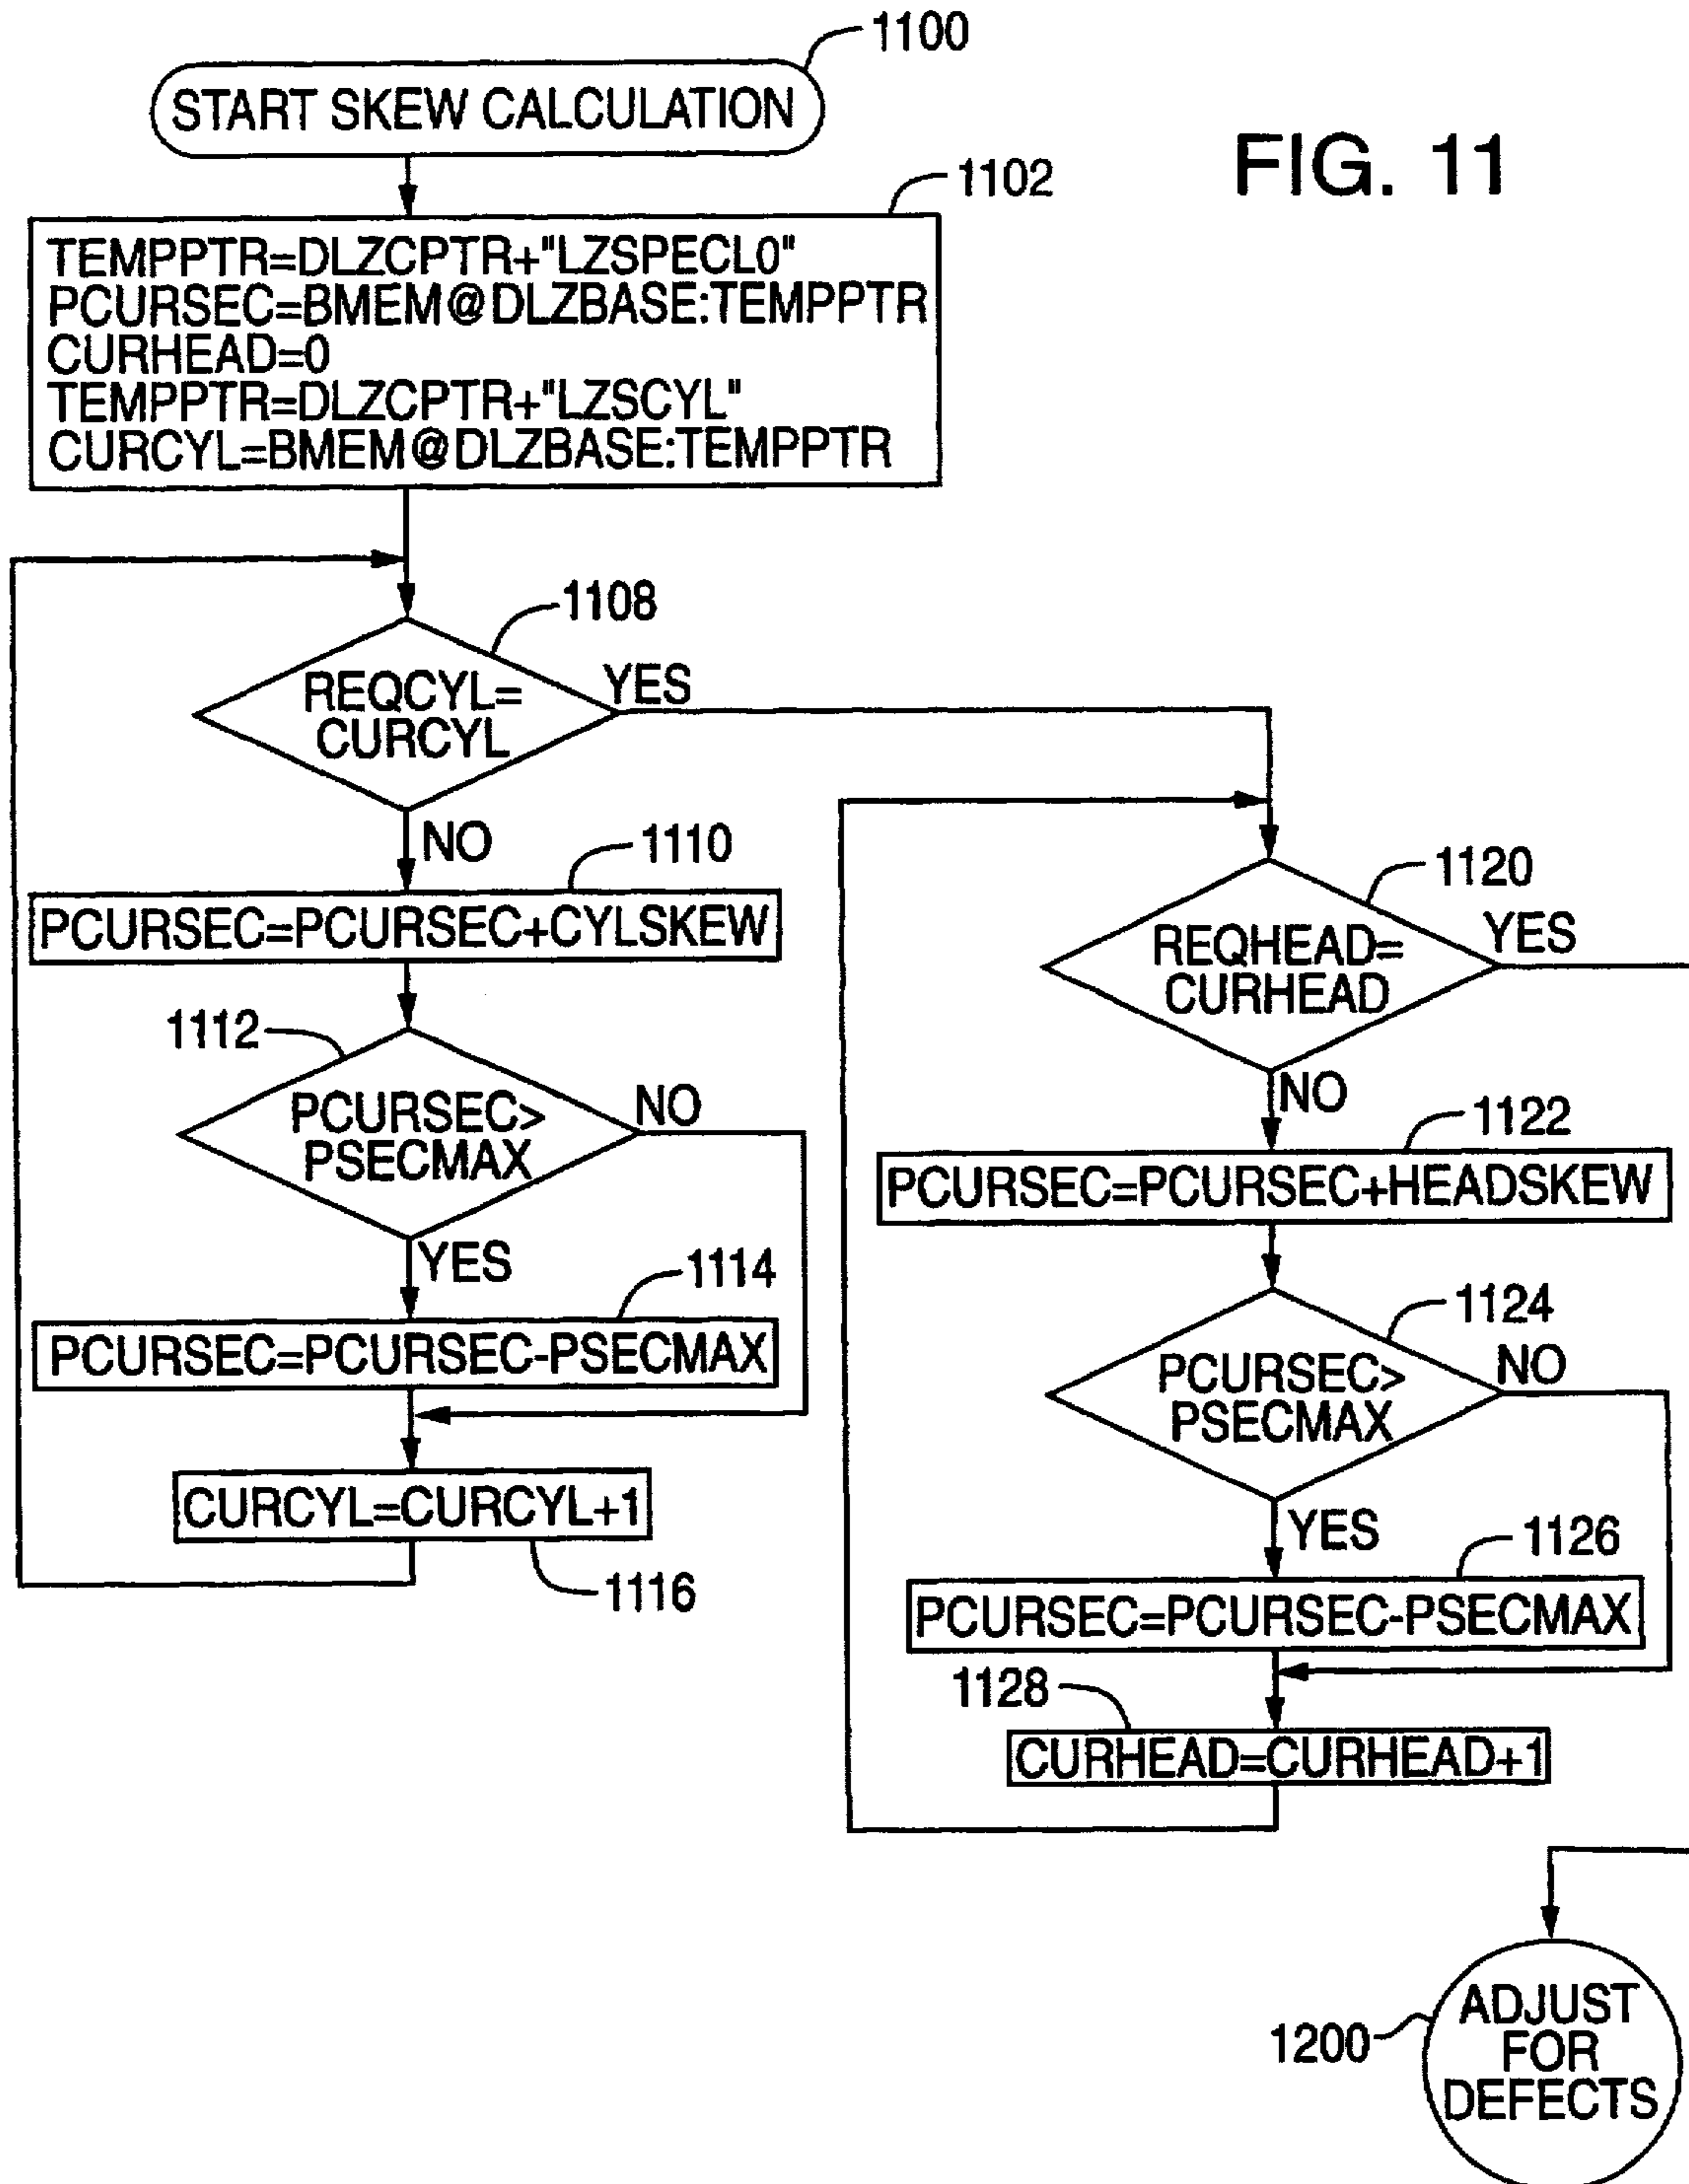 1100
START SKEW CALCULATION
FIG. 11
1102
TEMPPTR=DLZCPTR+"LZSPECL0"
PCURSEC=BMEM@DLZBASE:TEMPPTR
CURHEAD=0
TEMPPTR=DLZCPTR+"LZSCYL"
CURCYL=BMEM@DLZBASE:TEMPPTR
1108
REQCYL=
CURCYL
YES
NO
1110
PCURSEC=PCURSEC+CYLSKEW
1112
PCURSEC>
PSECMAX
NO
YES
1114
PCURSEC=PCURSEC-PSECMAX
CURCYL=CURCYL+1
1116
1120
REQHEAD=
CURHEAD
YES
NO
1122
PCURSEC=PCURSEC+HEADSKEW
1124
PCURSEC>
PSECMAX
NO
YES
1126
PCURSEC=PCURSEC-PSECMAX
1128
CURHEAD=CURHEAD+1
1200
ADJUST
FOR
DEFECTS